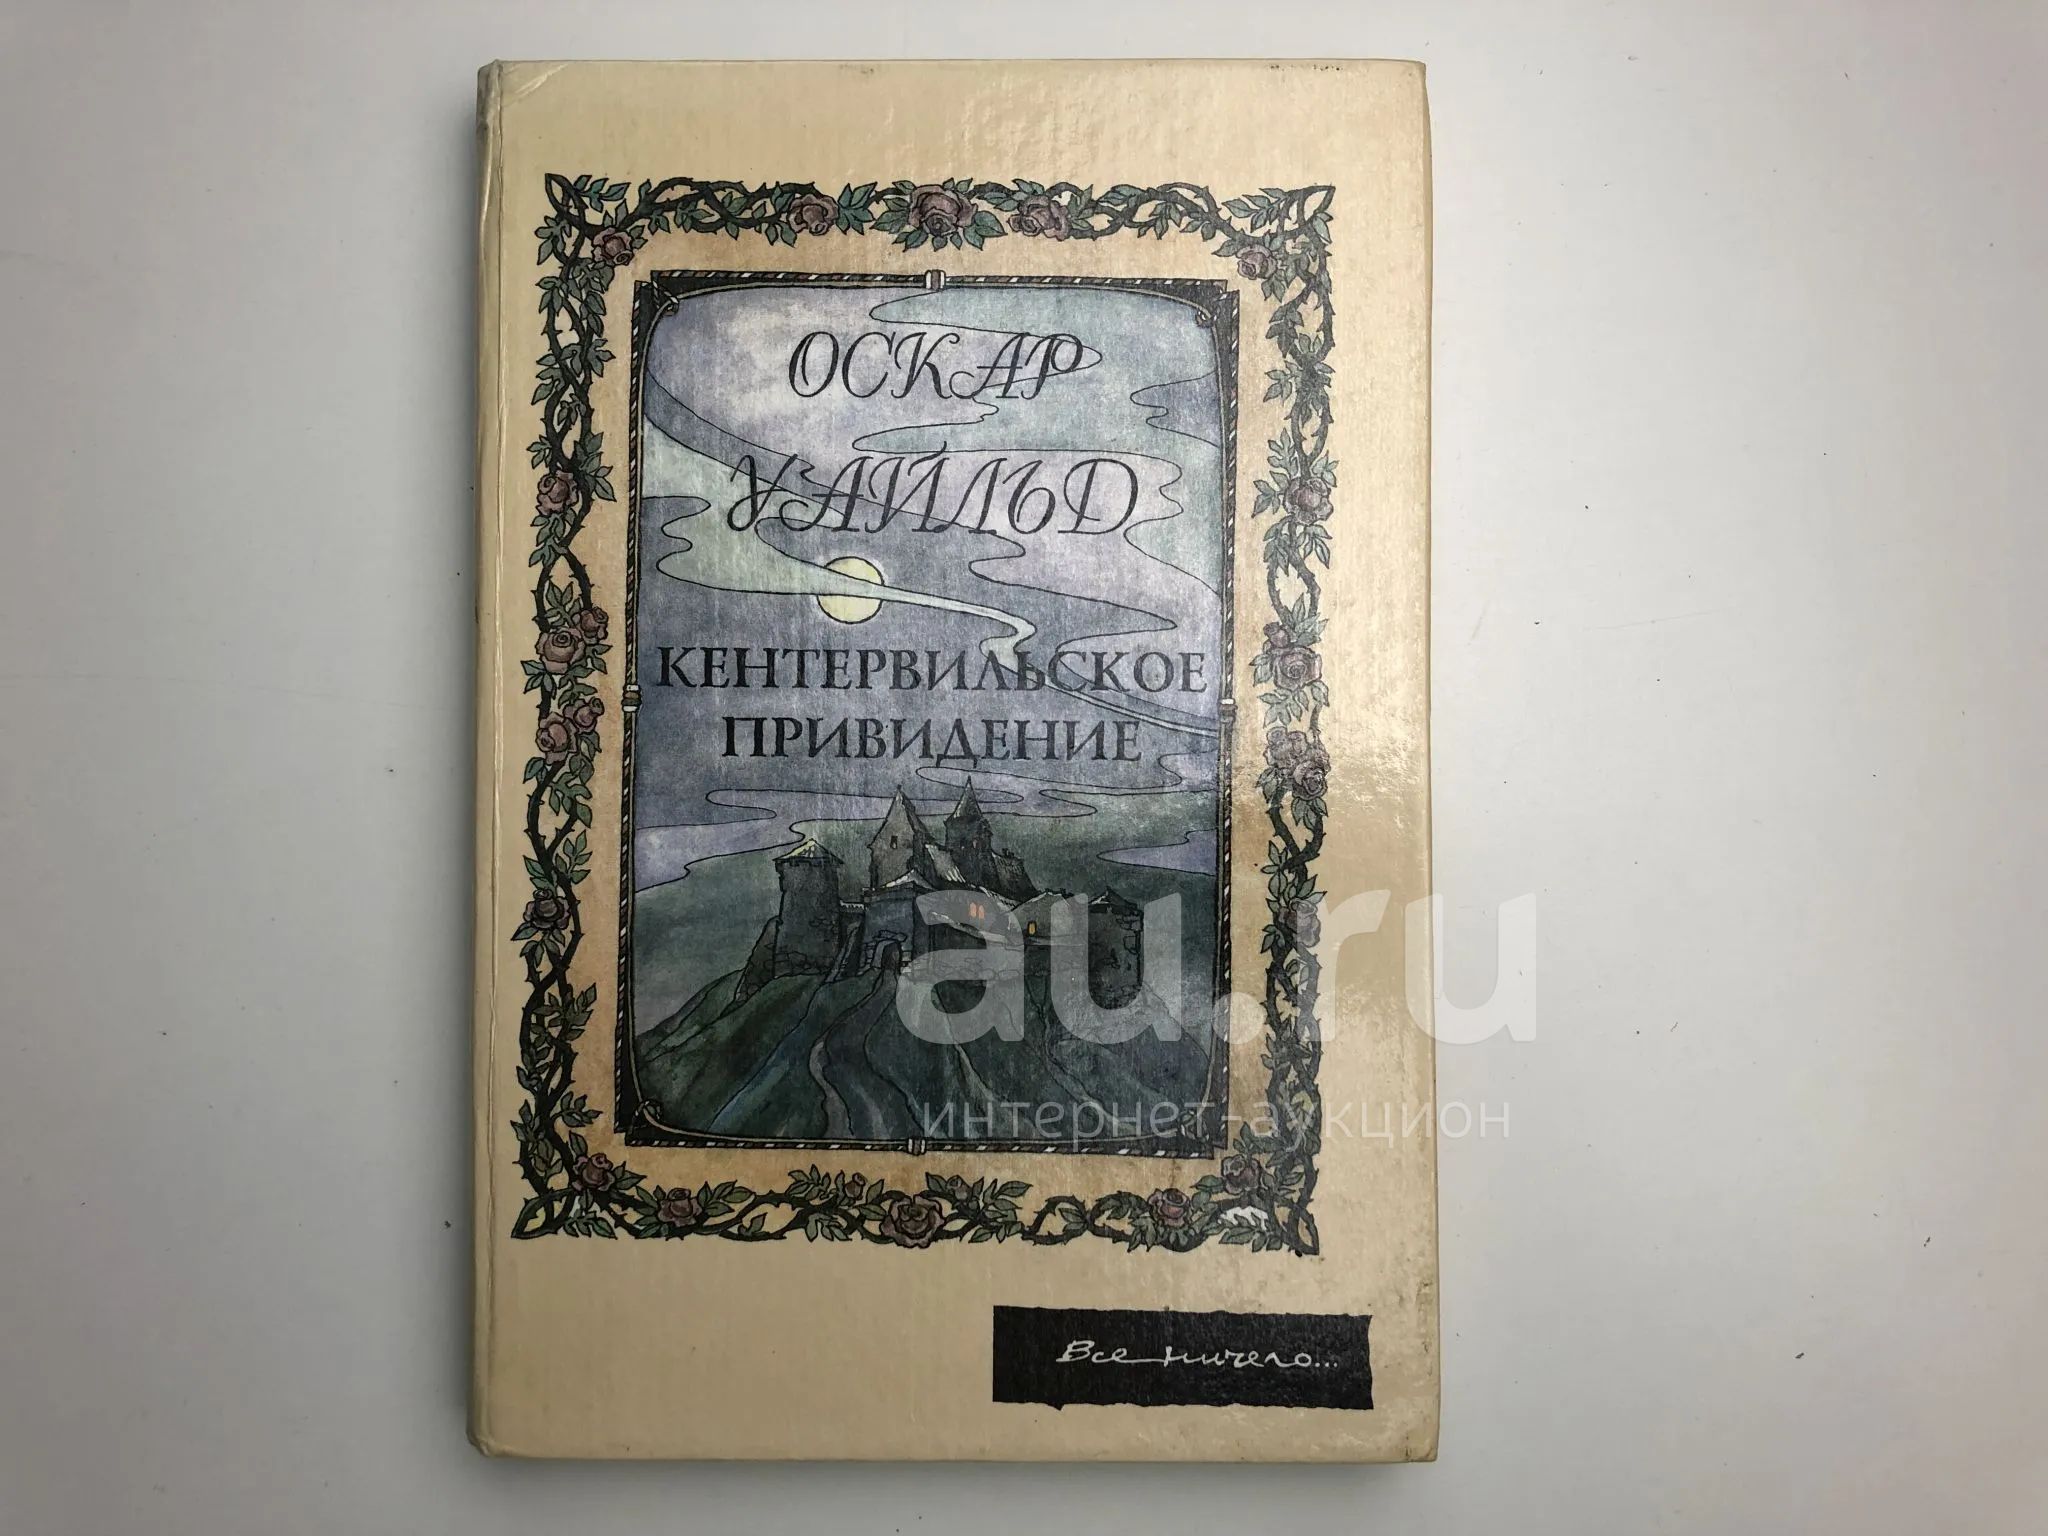 ОСКАР
УАЙЛЬД
КЕНТЕРВИЛЬСКОЕ
ПРИВИДЕНИЕ
au.ru
интернет-аукцион
Все ничего...